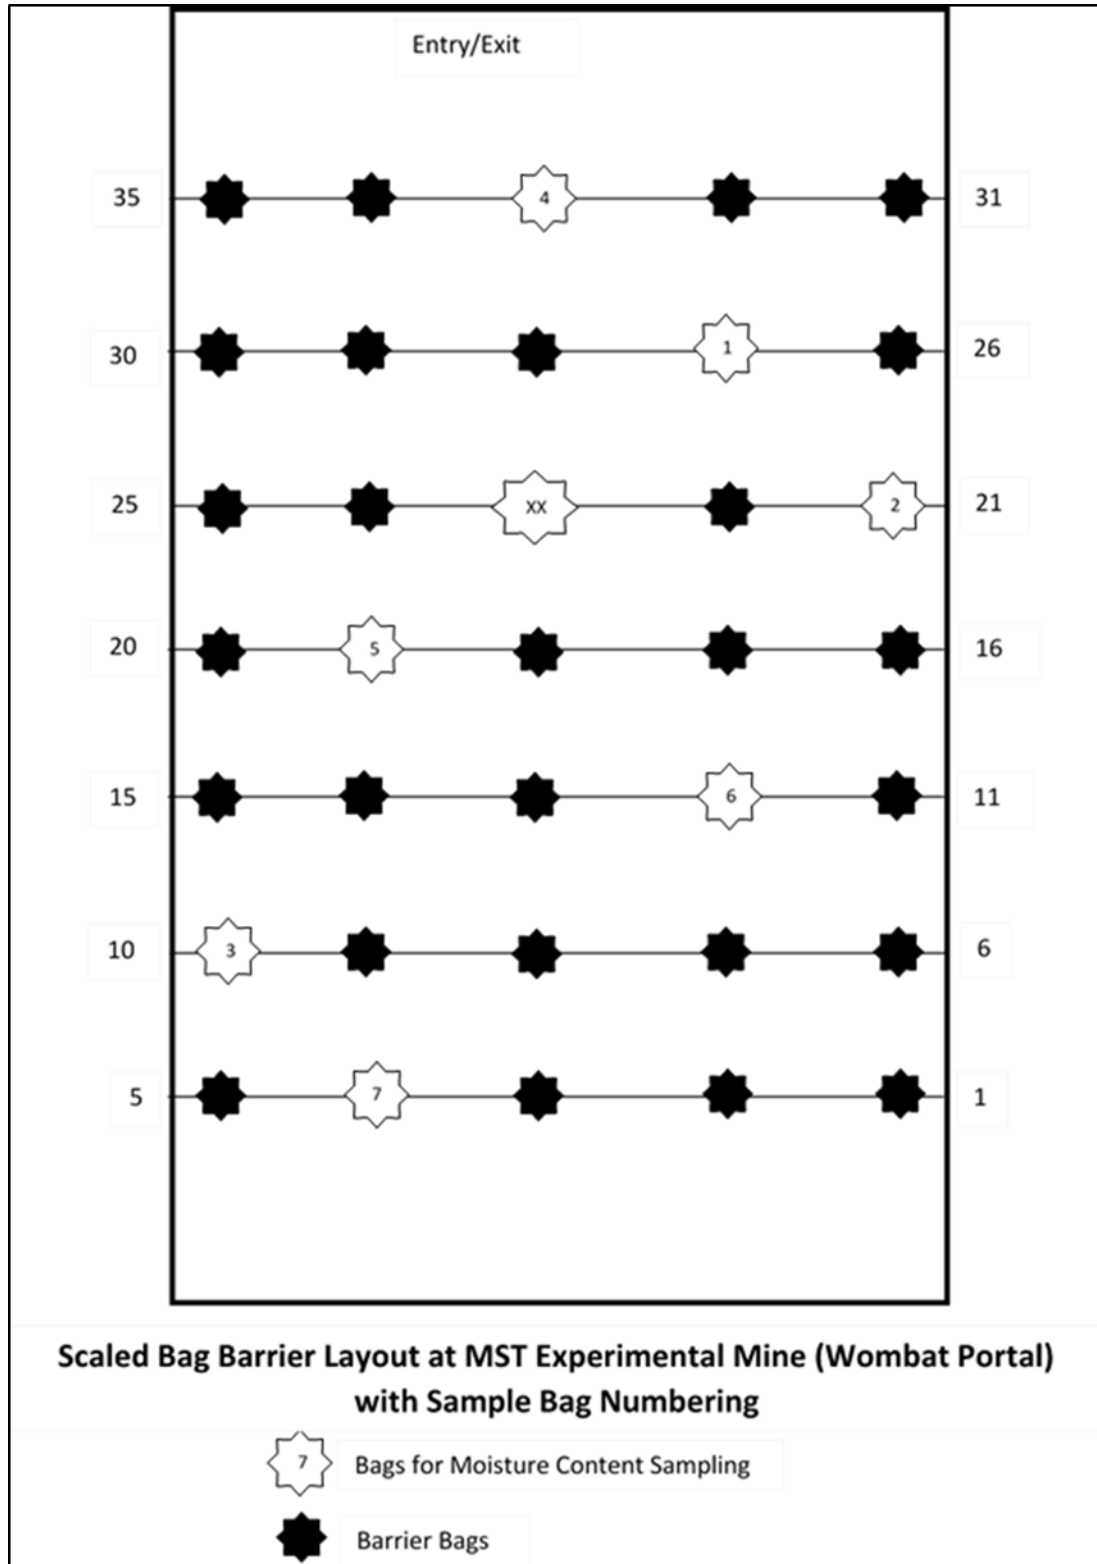 Entry/Exit
35 4 31
30 1 26
25 XX 2 21
20 5 16
15 6 11
10 3 6
5 7 1
Scaled Bag Barrier Layout at MST Experimental Mine (Wombat Portal)
with Sample Bag Numbering
7 Bags for Moisture Content Sampling
Barrier Bags